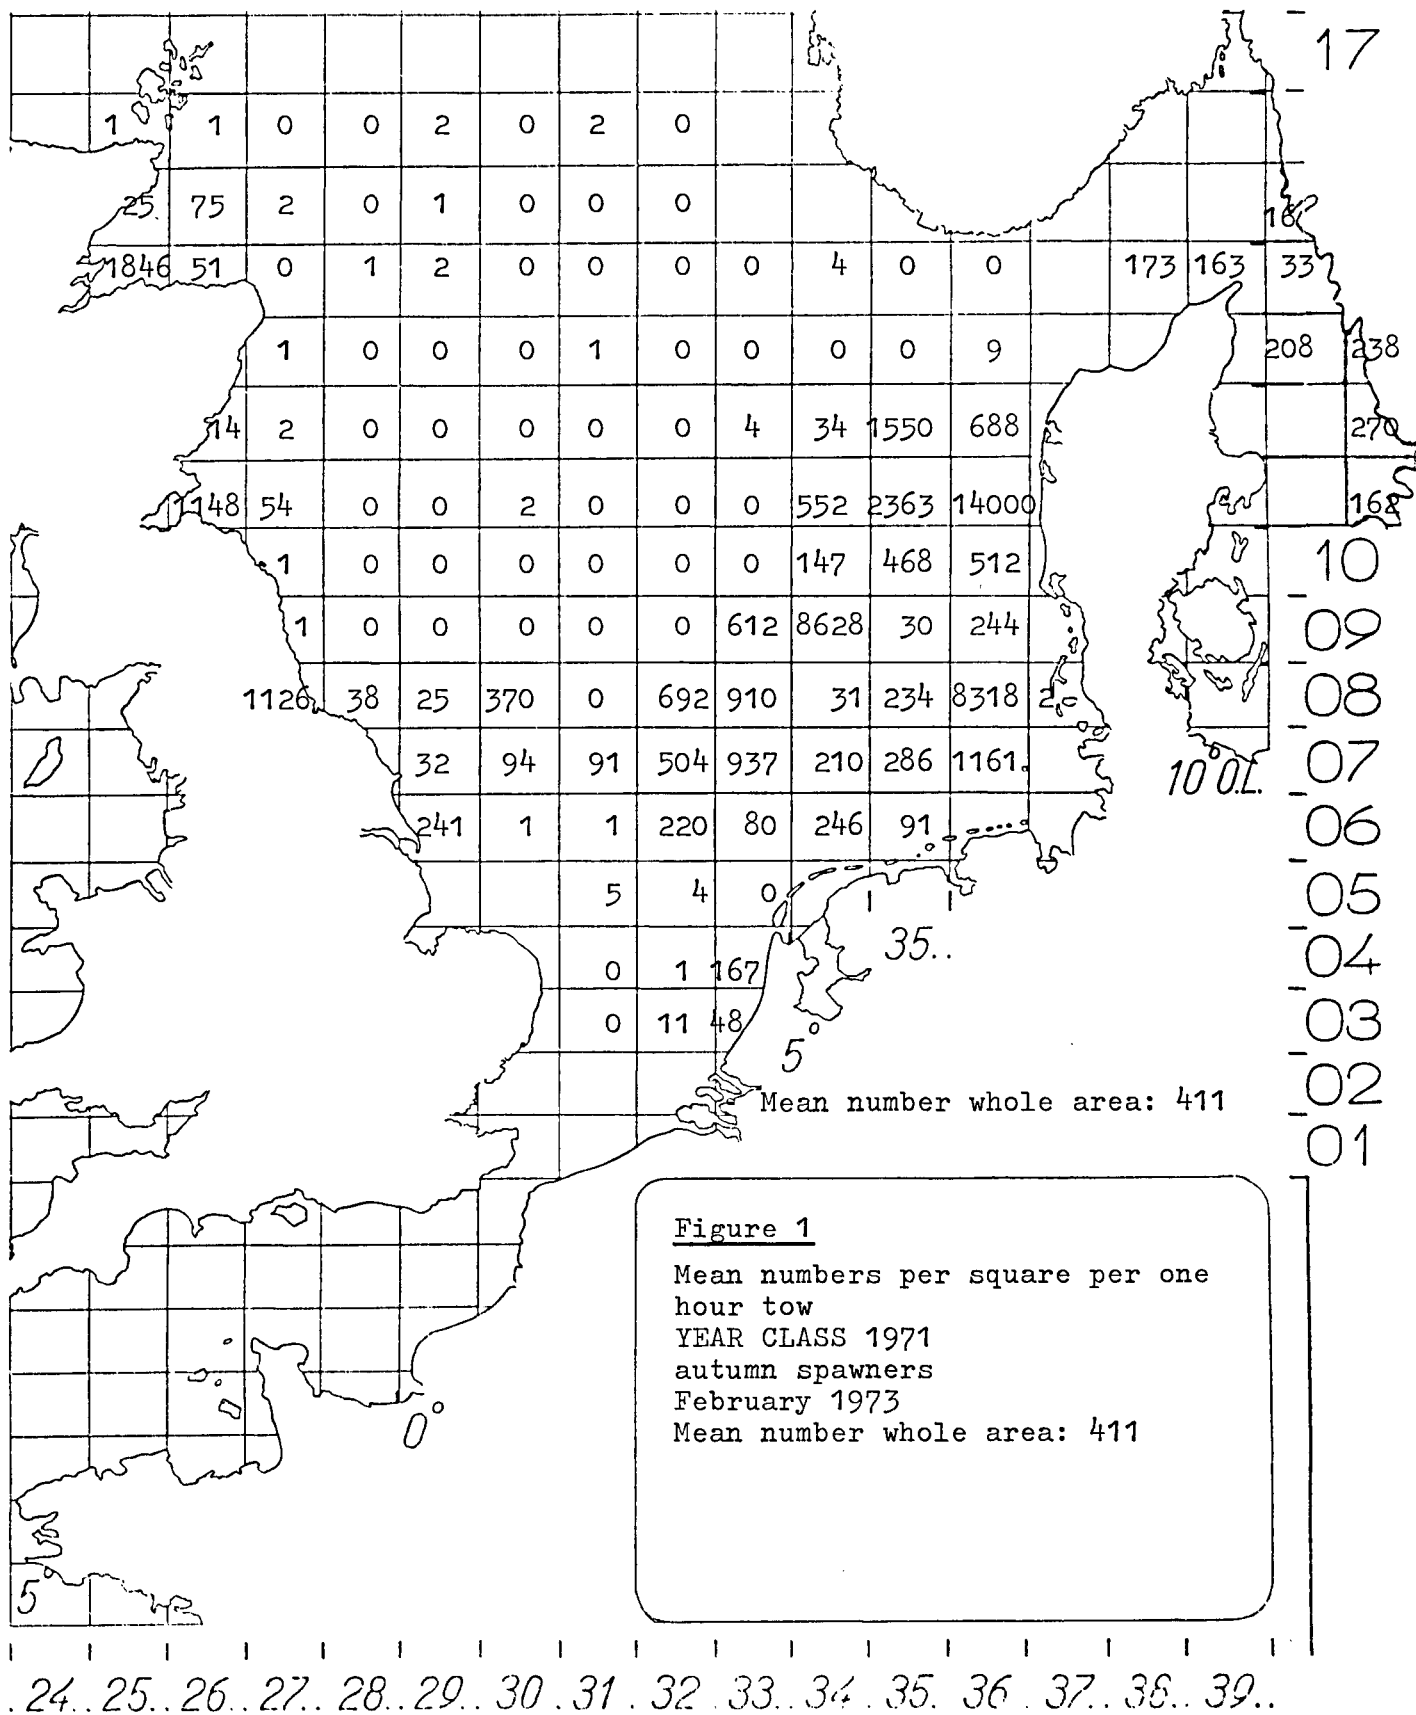 17
1 1 0 0 2 0 2 0
25 75 2 0 1 0 0 0
16
1846 51 0 1 2 0 0 0 0 4 0 0 173 163 33
1 0 0 0 1 0 0 0 0 9 208 238
14 2 0 0 0 0 0 4 34 1550 688 270
148 54 0 0 2 0 0 0 552 2363 14000 162
1 0 0 0 0 0 0 147 468 512 10
1 0 0 0 0 0 612 8628 30 244 09
1126 38 25 370 0 692 910 31 234 8318 2 08
32 94 91 504 937 210 286 1161. 07
10°O.L.
241 1 1 220 80 246 91 06
5 4 0 05
35..
0 1 167 04
0 11 48 03
5°
Mean number whole area: 411 02
01
Figure 1
Mean numbers per square per one
hour tow
YEAR CLASS 1971
autumn spawners
February 1973
Mean number whole area: 411
0°
5°
.24..25..26..27..28..29..30.31.32.33..34.35.36.37..38..39..